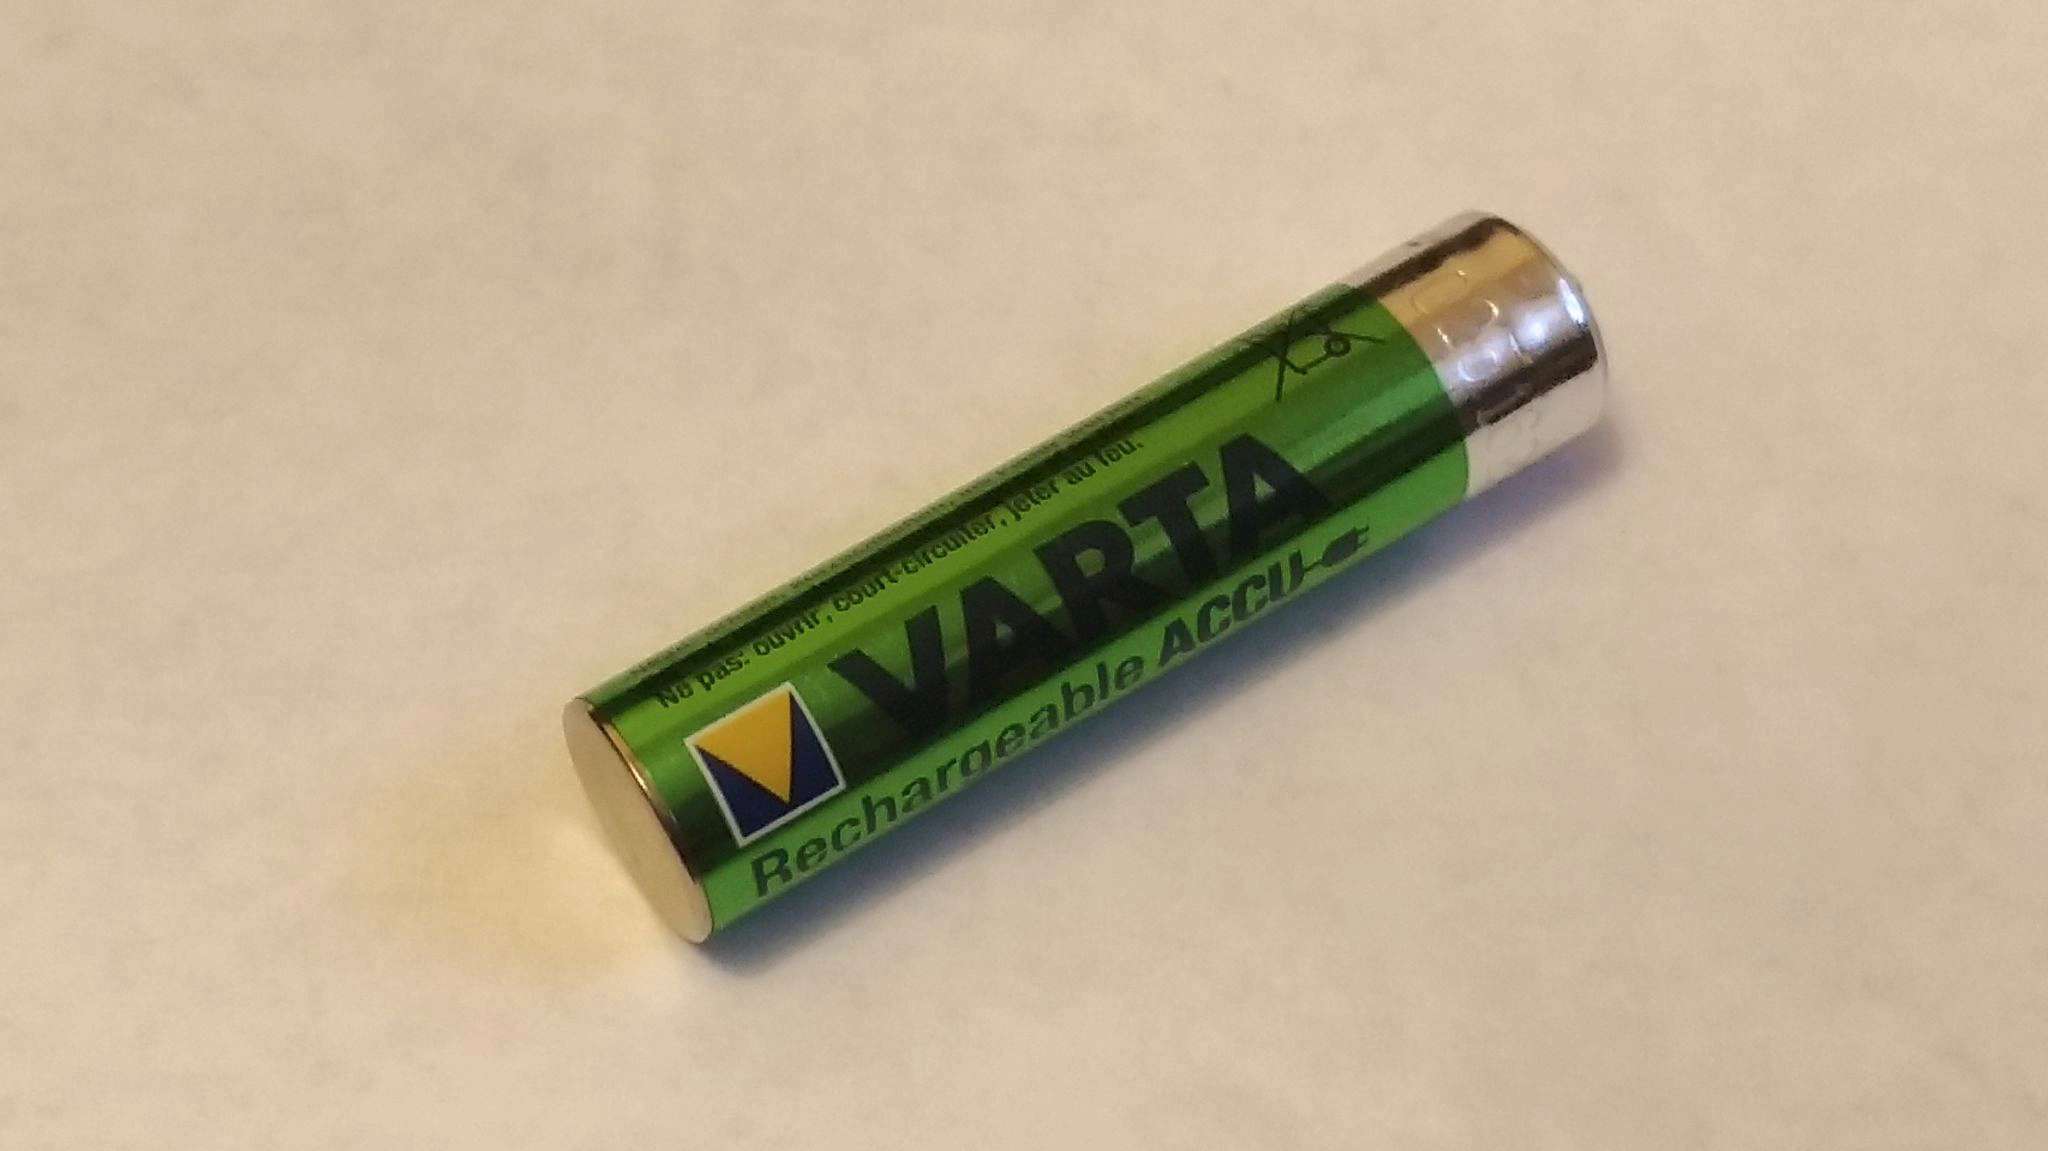 Ne pas: ouvrir, court-circuiter, jeter au feu.
VARTA
Rechargeable ACCU